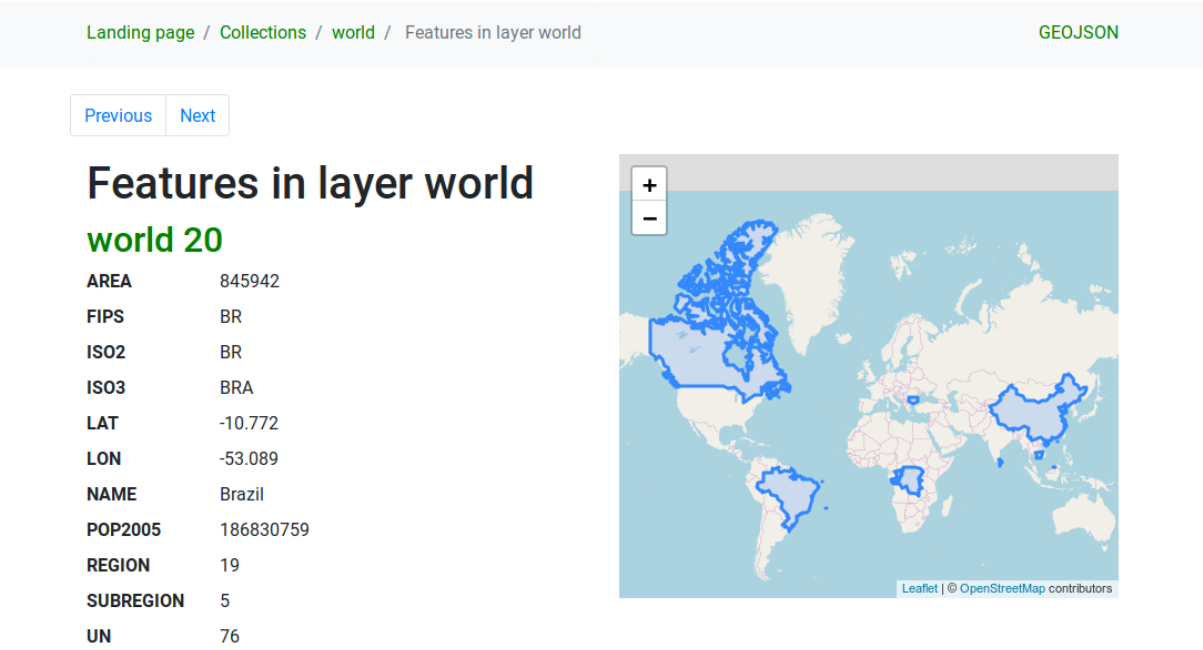 Landing page / Collections / world / Features in layer world GEOJSON
Previous Next
Features in layer world
world 20
AREA 845942
FIPS BR
ISO2 BR
ISO3 BRA
LAT -10.772
LON -53.089
NAME Brazil
POP2005 186830759
REGION 19
SUBREGION 5
UN 76
+
−
Leaflet | © OpenStreetMap contributors